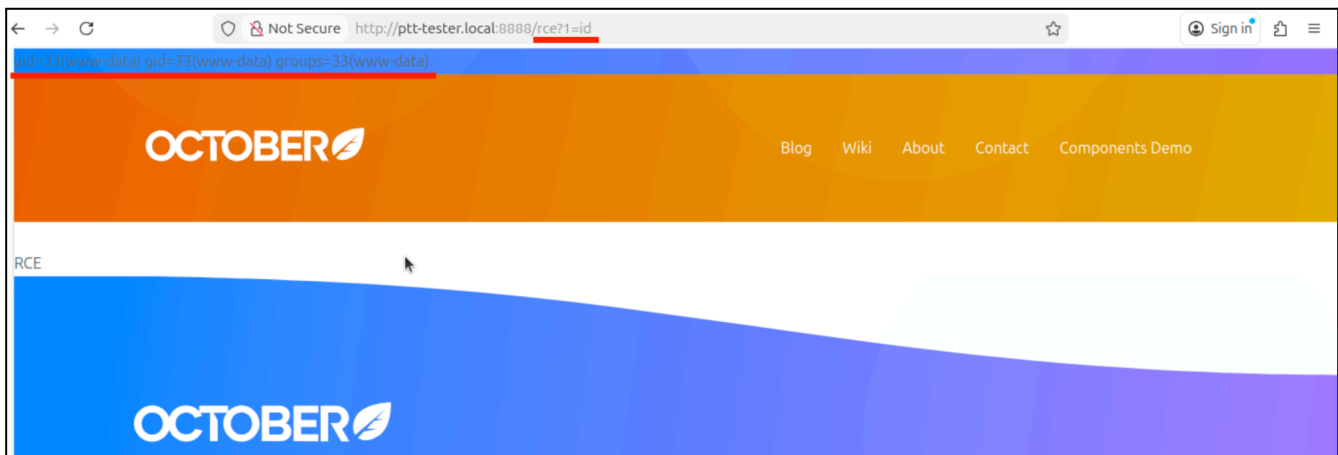 Not Secure http://ptt-tester.local:8888/rce?1=id Sign in
uid=33(www-data) gid=33(www-data) groups=33(www-data)
OCTOBER Blog Wiki About Contact Components Demo
RCE
OCTOBER